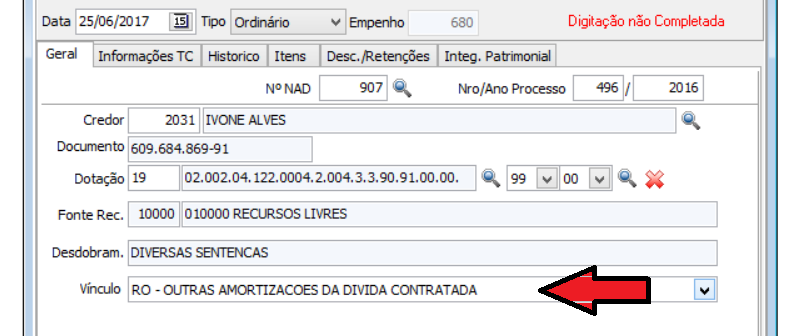 Data 25/06/2017 15 Tipo Ordinário Empenho 680 Digitação não Completada
Geral Informações TC Historico Itens Desc./Retenções Integ. Patrimonial
Nº NAD 907 Nro/Ano Processo 496 / 2016
Credor 2031 IVONE ALVES
Documento 609.684.869-91
Dotação 19 02.002.04.122.0004.2.004.3.3.90.91.00.00. 99 00
Fonte Rec. 10000 010000 RECURSOS LIVRES
Desdobram. DIVERSAS SENTENCAS
Vínculo RO - OUTRAS AMORTIZACOES DA DIVIDA CONTRATADA